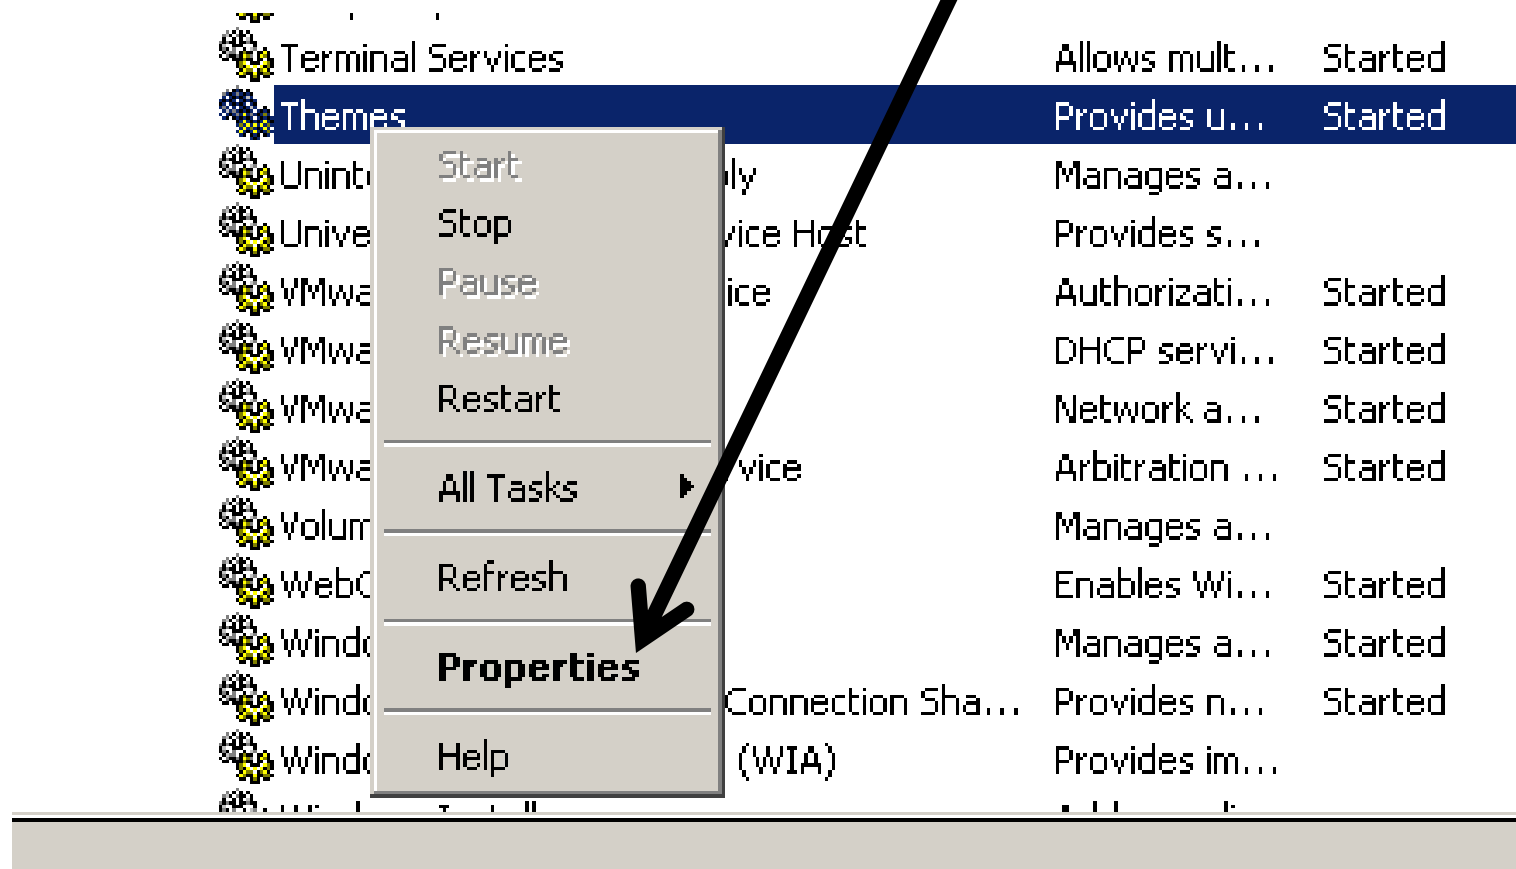 Terminal Services Allows mult... Started
Themes Provides u... Started
Start
Manages a...
Stop
vice Host Provides s...
Pause
Authorizati... Started
Resume
DHCP servi... Started
Restart
Network a... Started
All Tasks
Arbitration ... Started
Manages a...
Refresh
Enables Wi... Started
Manages a... Started
Properties
Connection Sha... Provides n... Started
Help
(WIA) Provides im...